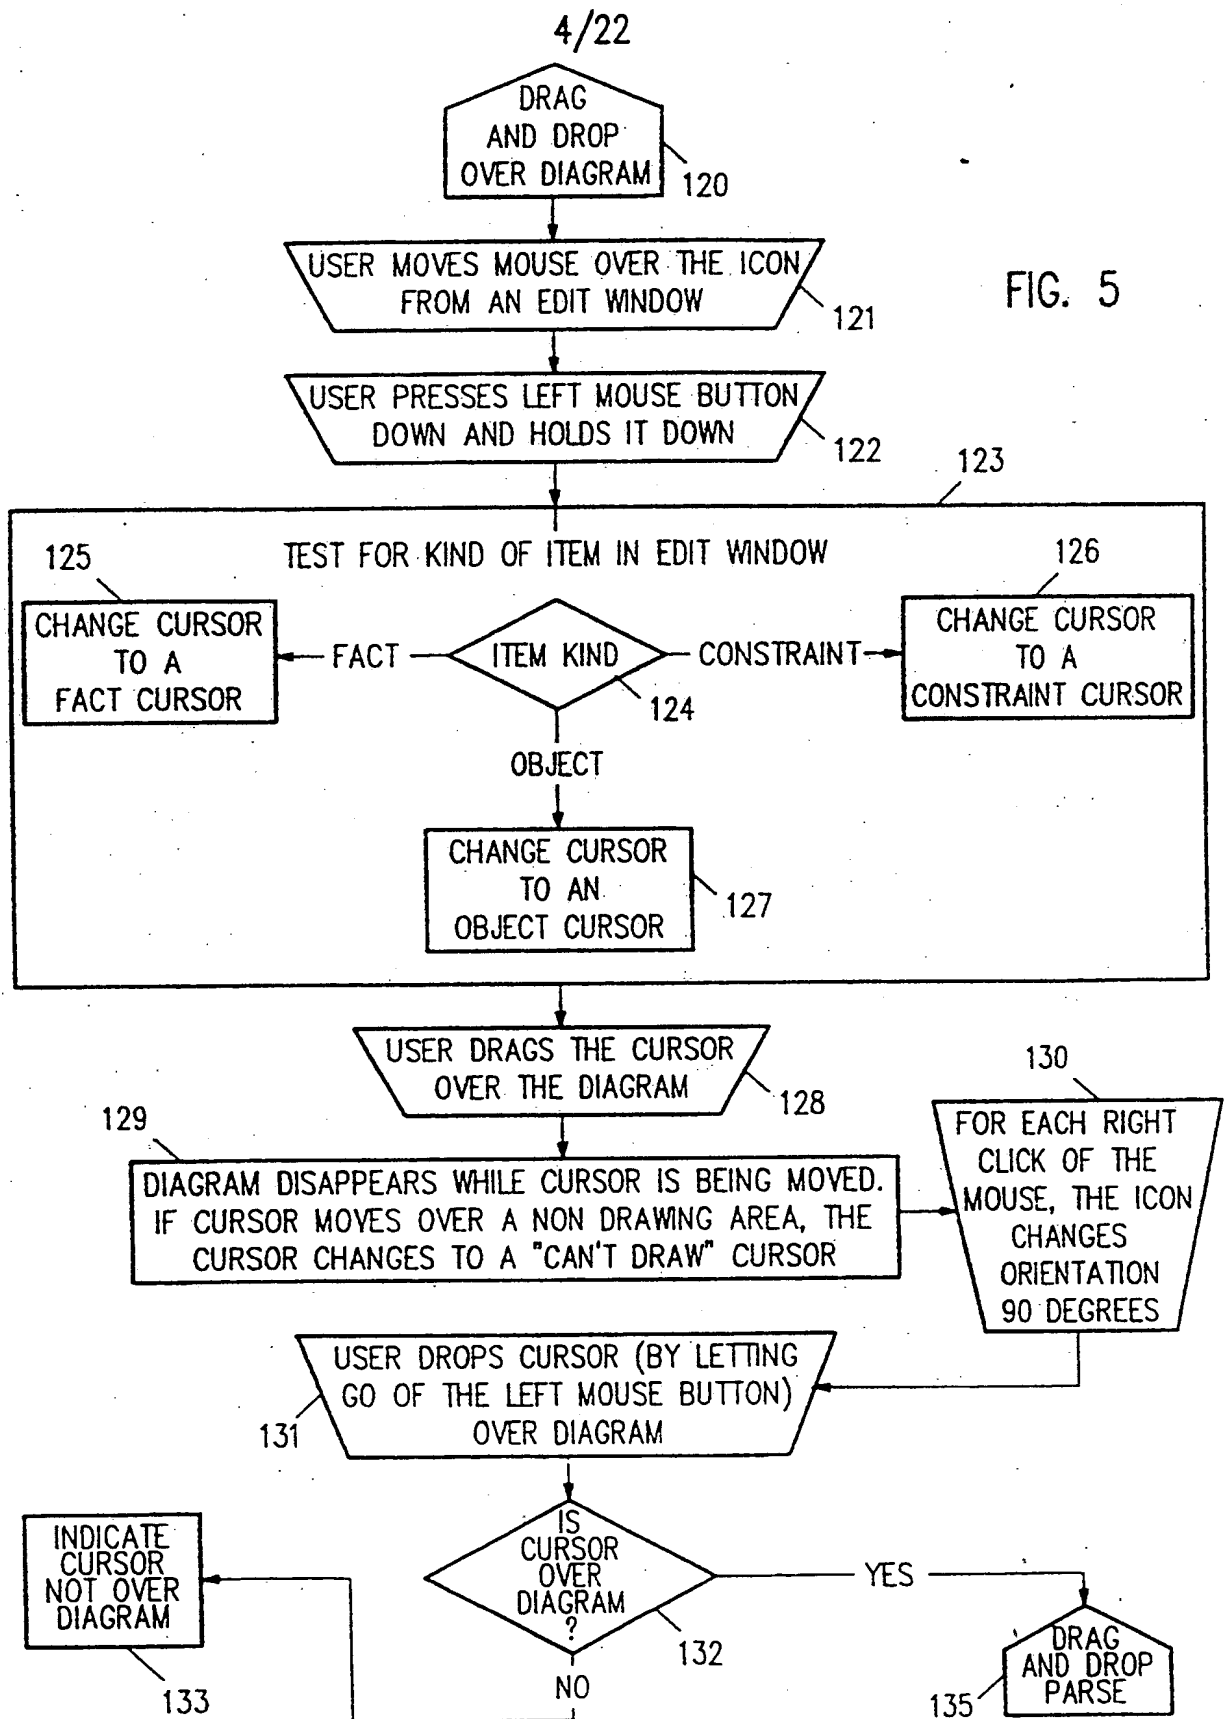 4/22
DRAG
AND DROP
OVER DIAGRAM
120
USER MOVES MOUSE OVER THE ICON
FROM AN EDIT WINDOW
121
FIG. 5
USER PRESSES LEFT MOUSE BUTTON
DOWN AND HOLDS IT DOWN
122
123
TEST FOR KIND OF ITEM IN EDIT WINDOW
125
CHANGE CURSOR
TO A
FACT CURSOR
FACT
ITEM KIND
124
CONSTRAINT
126
CHANGE CURSOR
TO A
CONSTRAINT CURSOR
OBJECT
CHANGE CURSOR
TO AN
OBJECT CURSOR
127
USER DRAGS THE CURSOR
OVER THE DIAGRAM
128
129
DIAGRAM DISAPPEARS WHILE CURSOR IS BEING MOVED.
IF CURSOR MOVES OVER A NON DRAWING AREA, THE
CURSOR CHANGES TO A "CAN'T DRAW" CURSOR
130
FOR EACH RIGHT
CLICK OF THE
MOUSE, THE ICON
CHANGES
ORIENTATION
90 DEGREES
USER DROPS CURSOR (BY LETTING
GO OF THE LEFT MOUSE BUTTON)
OVER DIAGRAM
131
IS
CURSOR
OVER
DIAGRAM
?
132
YES
NO
INDICATE
CURSOR
NOT OVER
DIAGRAM
133
DRAG
AND DROP
PARSE
135